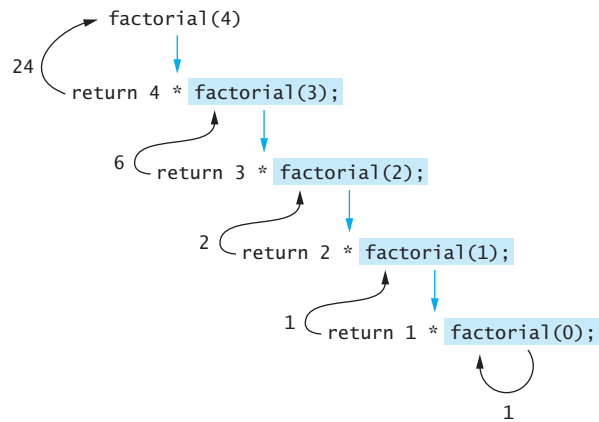 factorial(4)
24
return 4 * factorial(3);
6
return 3 * factorial(2);
2
return 2 * factorial(1);
1
return 1 * factorial(0);
1